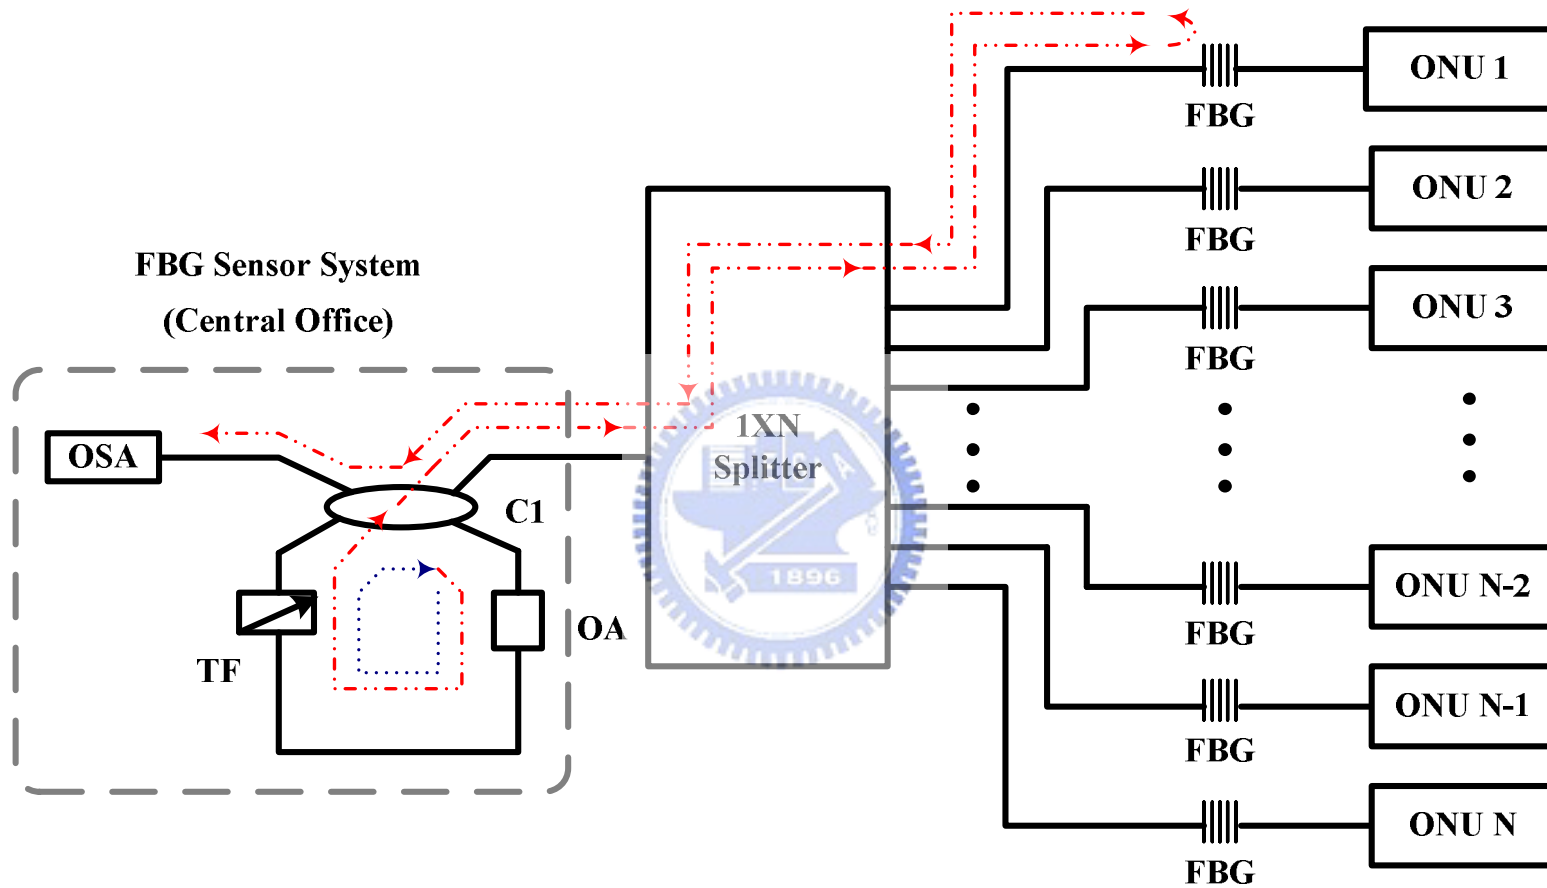 ONU 1
FBG
ONU 2
FBG
ONU 3
FBG
FBG Sensor System
(Central Office)
OSA
C1
TF
OA
1XN
Splitter
1896
ONU N-2
FBG
ONU N-1
FBG
ONU N
FBG